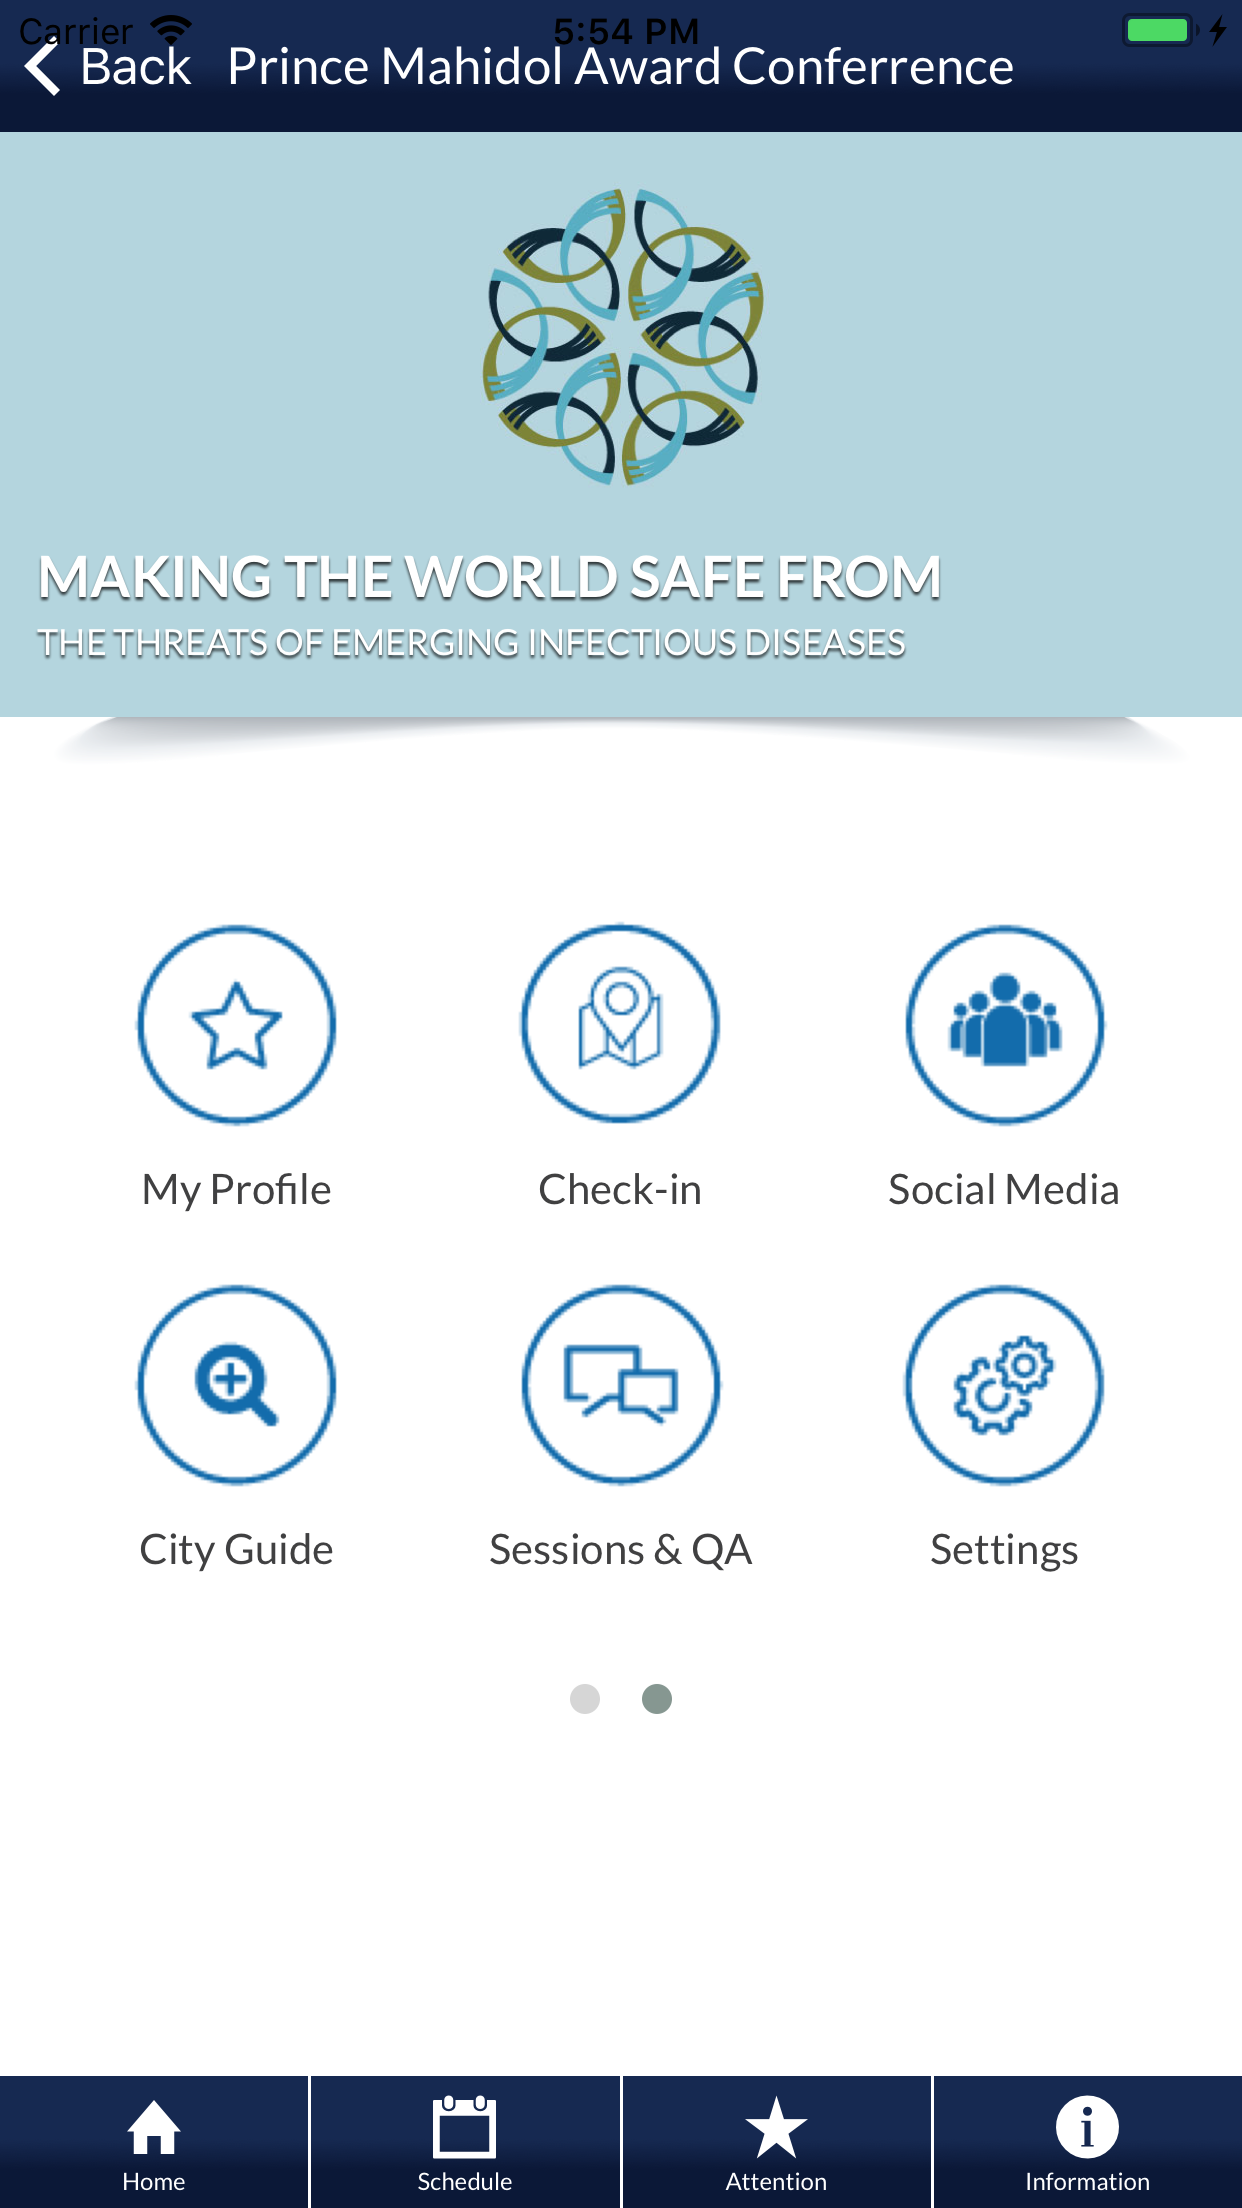 Carrier 5:54 PM
Back Prince Mahidol Award Conferrence
MAKING THE WORLD SAFE FROM
THE THREATS OF EMERGING INFECTIOUS DISEASES
My Profile Check-in Social Media
City Guide Sessions & QA Settings
Home Schedule Attention Information